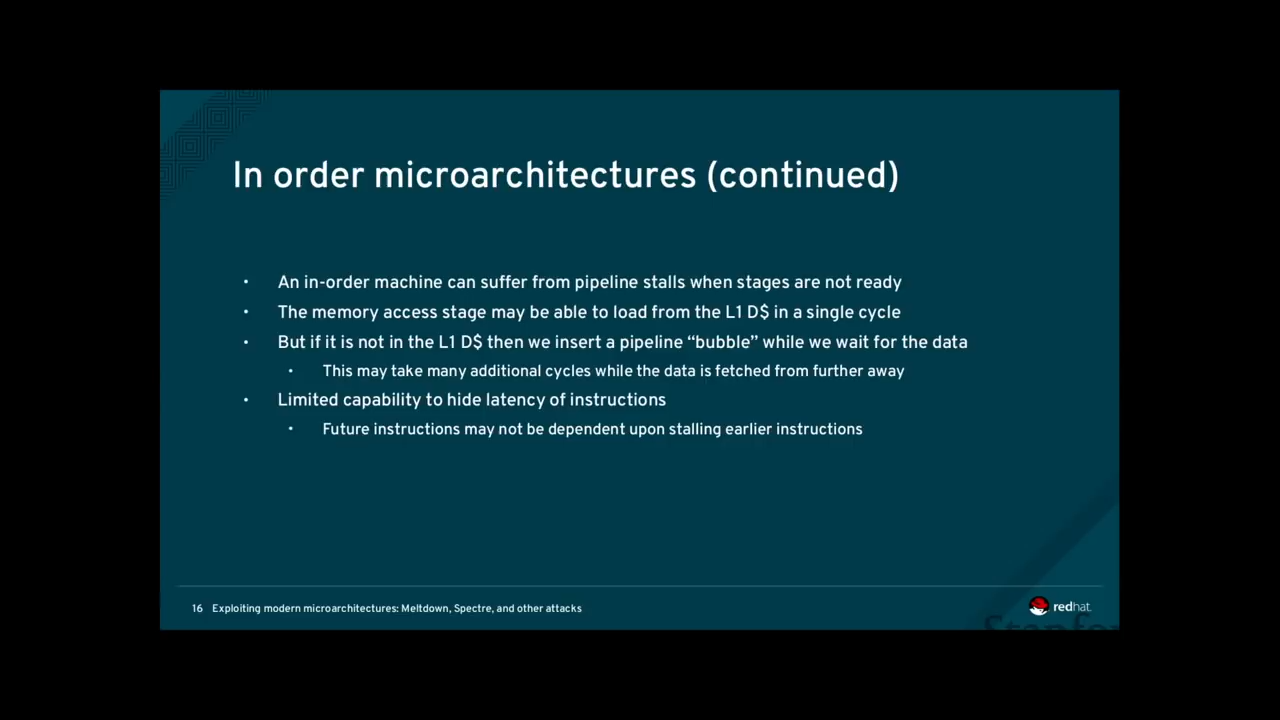 In order microarchitectures (continued)
• An in-order machine can suffer from pipeline stalls when stages are not ready
• The memory access stage may be able to load from the L1 D$ in a single cycle
• But if it is not in the L1 D$ then we insert a pipeline “bubble” while we wait for the data
• This may take many additional cycles while the data is fetched from further away
• Limited capability to hide latency of instructions
• Future instructions may not be dependent upon stalling earlier instructions
16 Exploiting modern microarchitectures: Meltdown, Spectre, and other attacks
redhat.